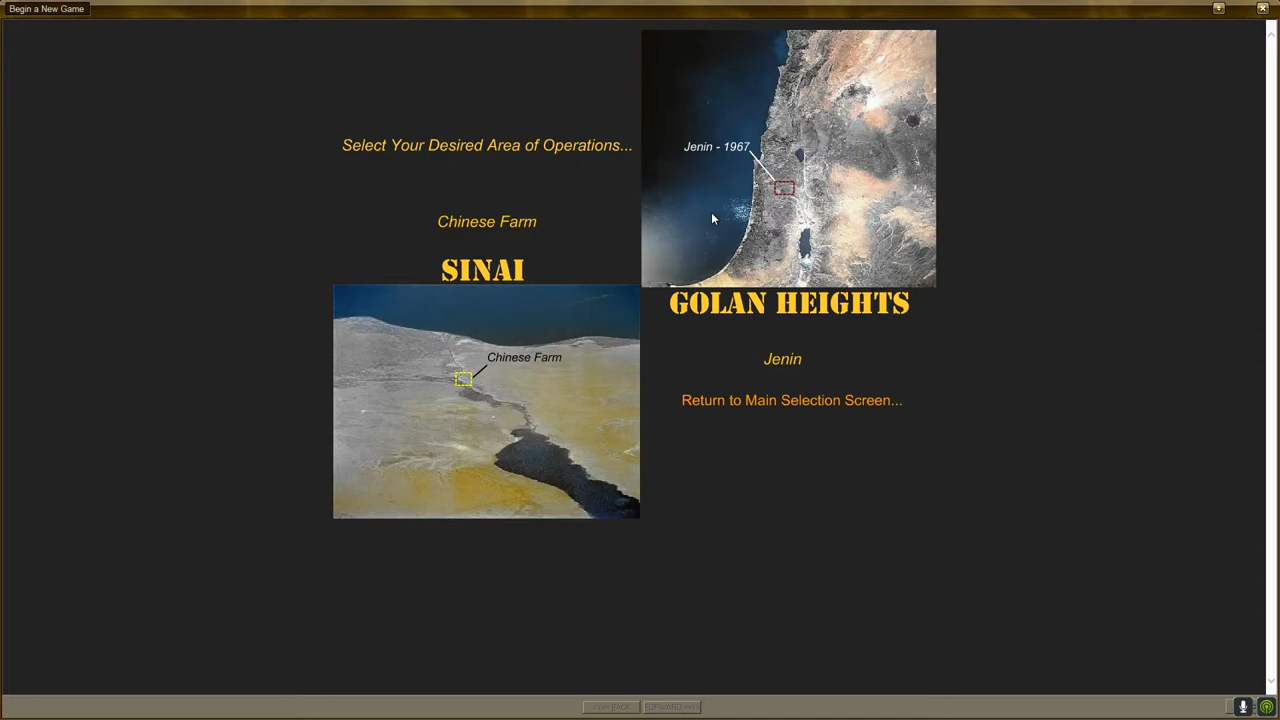 Begin a New Game
Select Your Desired Area of Operations...
Jenin - 1967
Chinese Farm
SINAI
GOLAN HEIGHTS
Chinese Farm
Jenin
Return to Main Selection Screen...